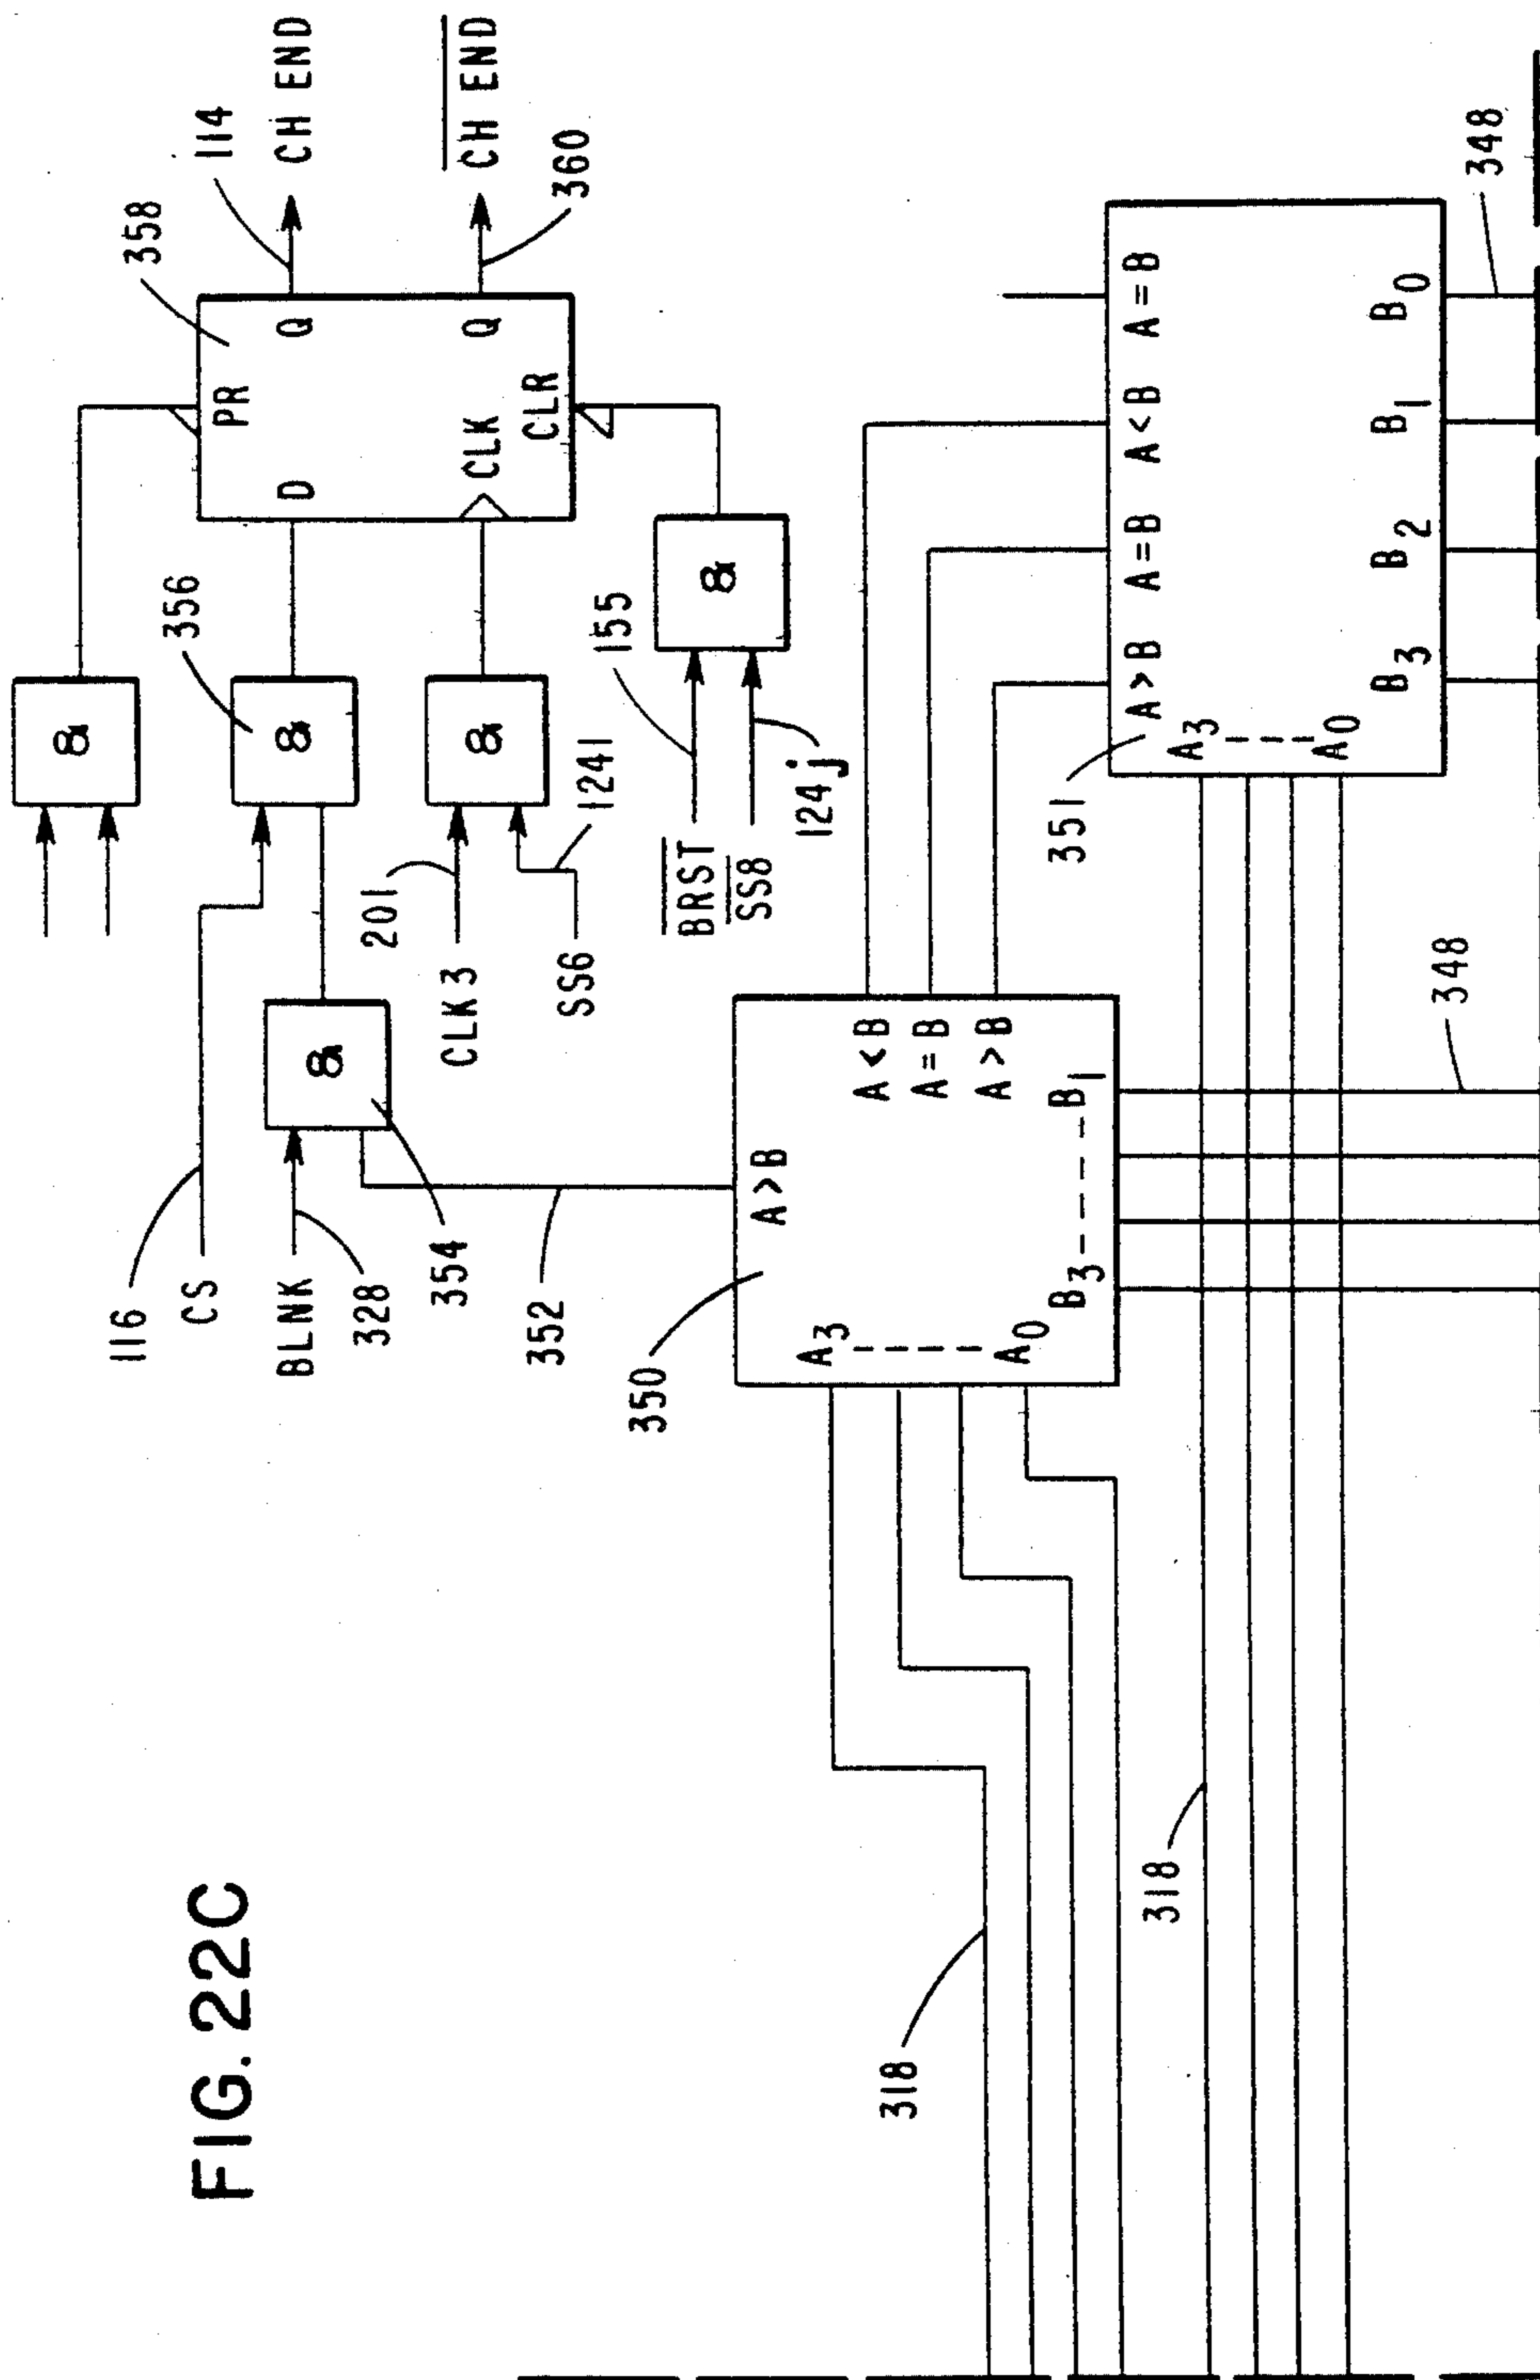 FIG. 22C
&
116
358
356
CS
114
PR
BLNK
&
D
Q
CH END
&
328
201
354
CLK 3
&
CLK
Q
CH END
CLR
352
SS6
360
1241
155
350
BRST
&
SS8
A > B
124j
A3
A < B
318
A = B
A > B
A0
351
B3
B1
A > B
A = B
A < B
A = B
318
A3
A0
B3
B2
B1
B0
348
348